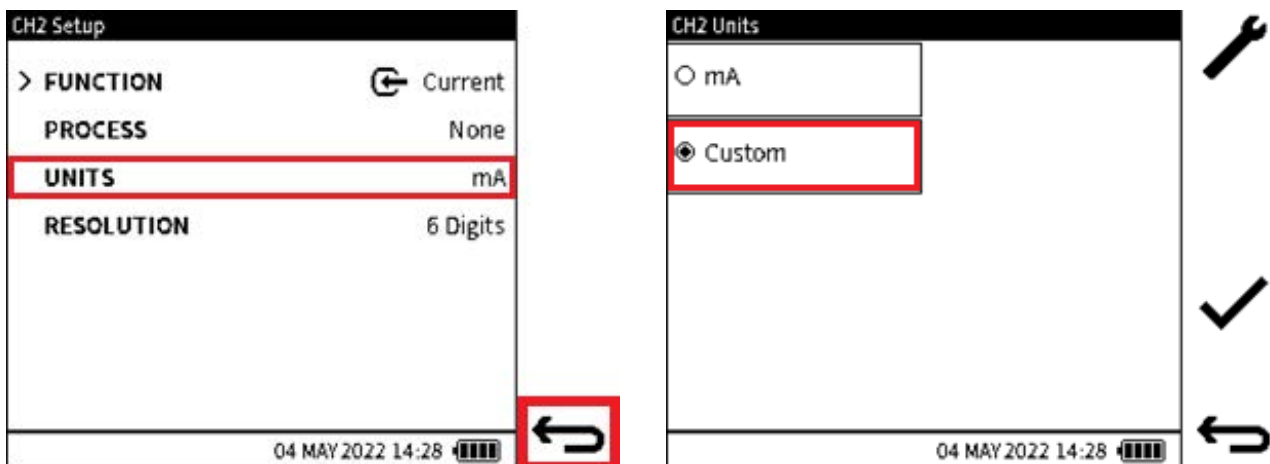 CH2 Setup
> FUNCTION Current
PROCESS None
UNITS mA
RESOLUTION 6 Digits
04 MAY 2022 14:28
CH2 Units
mA
Custom
04 MAY 2022 14:28